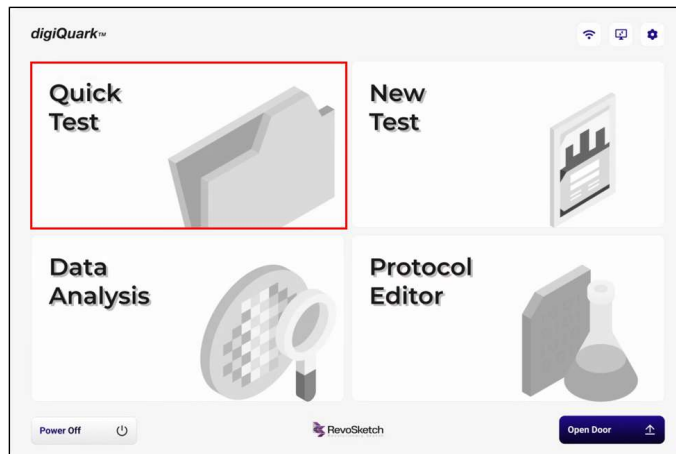 digiQuark™
Quick
Test
New
Test
Data
Analysis
Protocol
Editor
Power Off
RevoSketch
Open Door